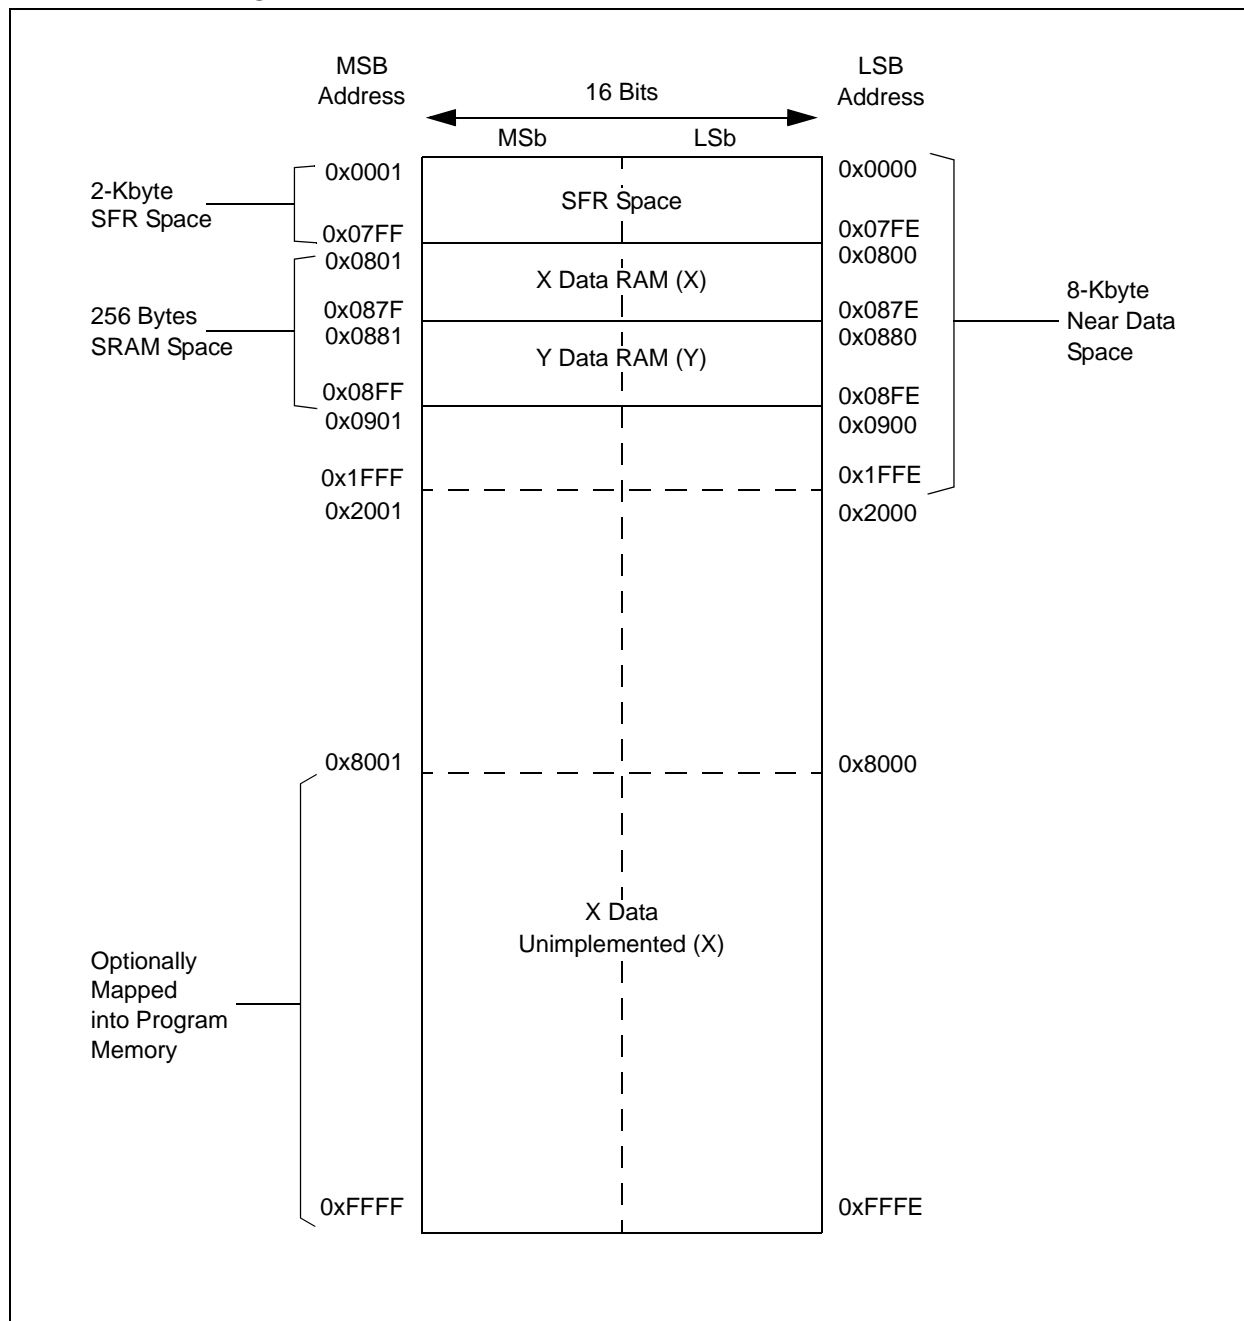 MSB
Address
16 Bits
LSB
Address
MSb
LSb
0x0001
0x0000
2-Kbyte
SFR Space
SFR Space
0x07FF
0x07FE
0x0801
0x0800
X Data RAM (X)
256 Bytes
SRAM Space
0x087F
0x087E
0x0881
0x0880
8-Kbyte
Near Data
Space
Y Data RAM (Y)
0x08FF
0x08FE
0x0901
0x0900
0x1FFF
0x1FFE
0x2001
0x2000
0x8001
0x8000
X Data
Unimplemented (X)
Optionally
Mapped
into Program
Memory
0xFFFF
0xFFFE